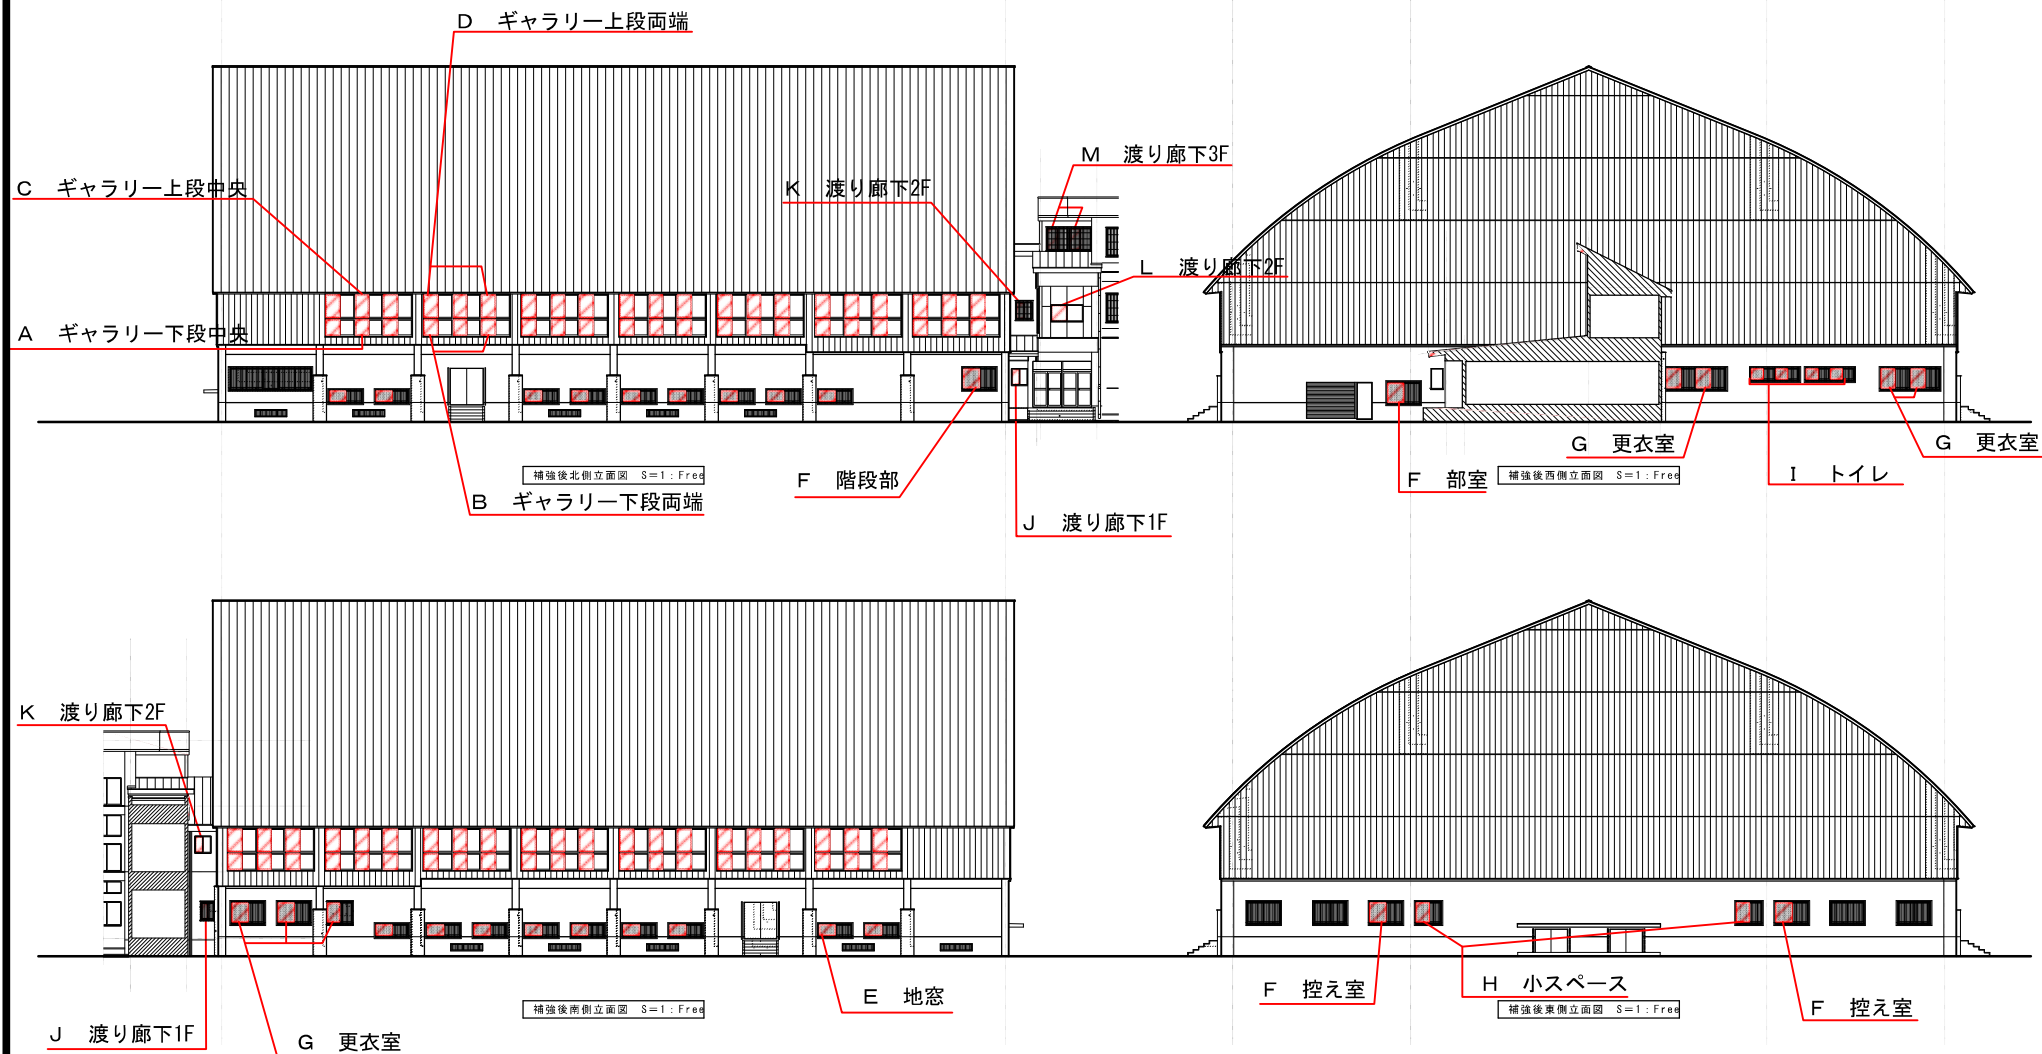 D ギャラリー上段両端
M 渡り廊下3F
C ギャラリー上段中央
K 渡り廊下2F
L 渡り廊下2F
A ギャラリー下段中央
G 更衣室
G 更衣室
補強後北側立面図 S=1:Free
F 階段部
F 部室
補強後西側立面図 S=1:Free
I トイレ
B ギャラリー下段両端
J 渡り廊下1F
K 渡り廊下2F
F 控え室
H 小スペース
E 地窓
補強後南側立面図 S=1:Free
補強後東側立面図 S=1:Free
F 控え室
J 渡り廊下1F
G 更衣室